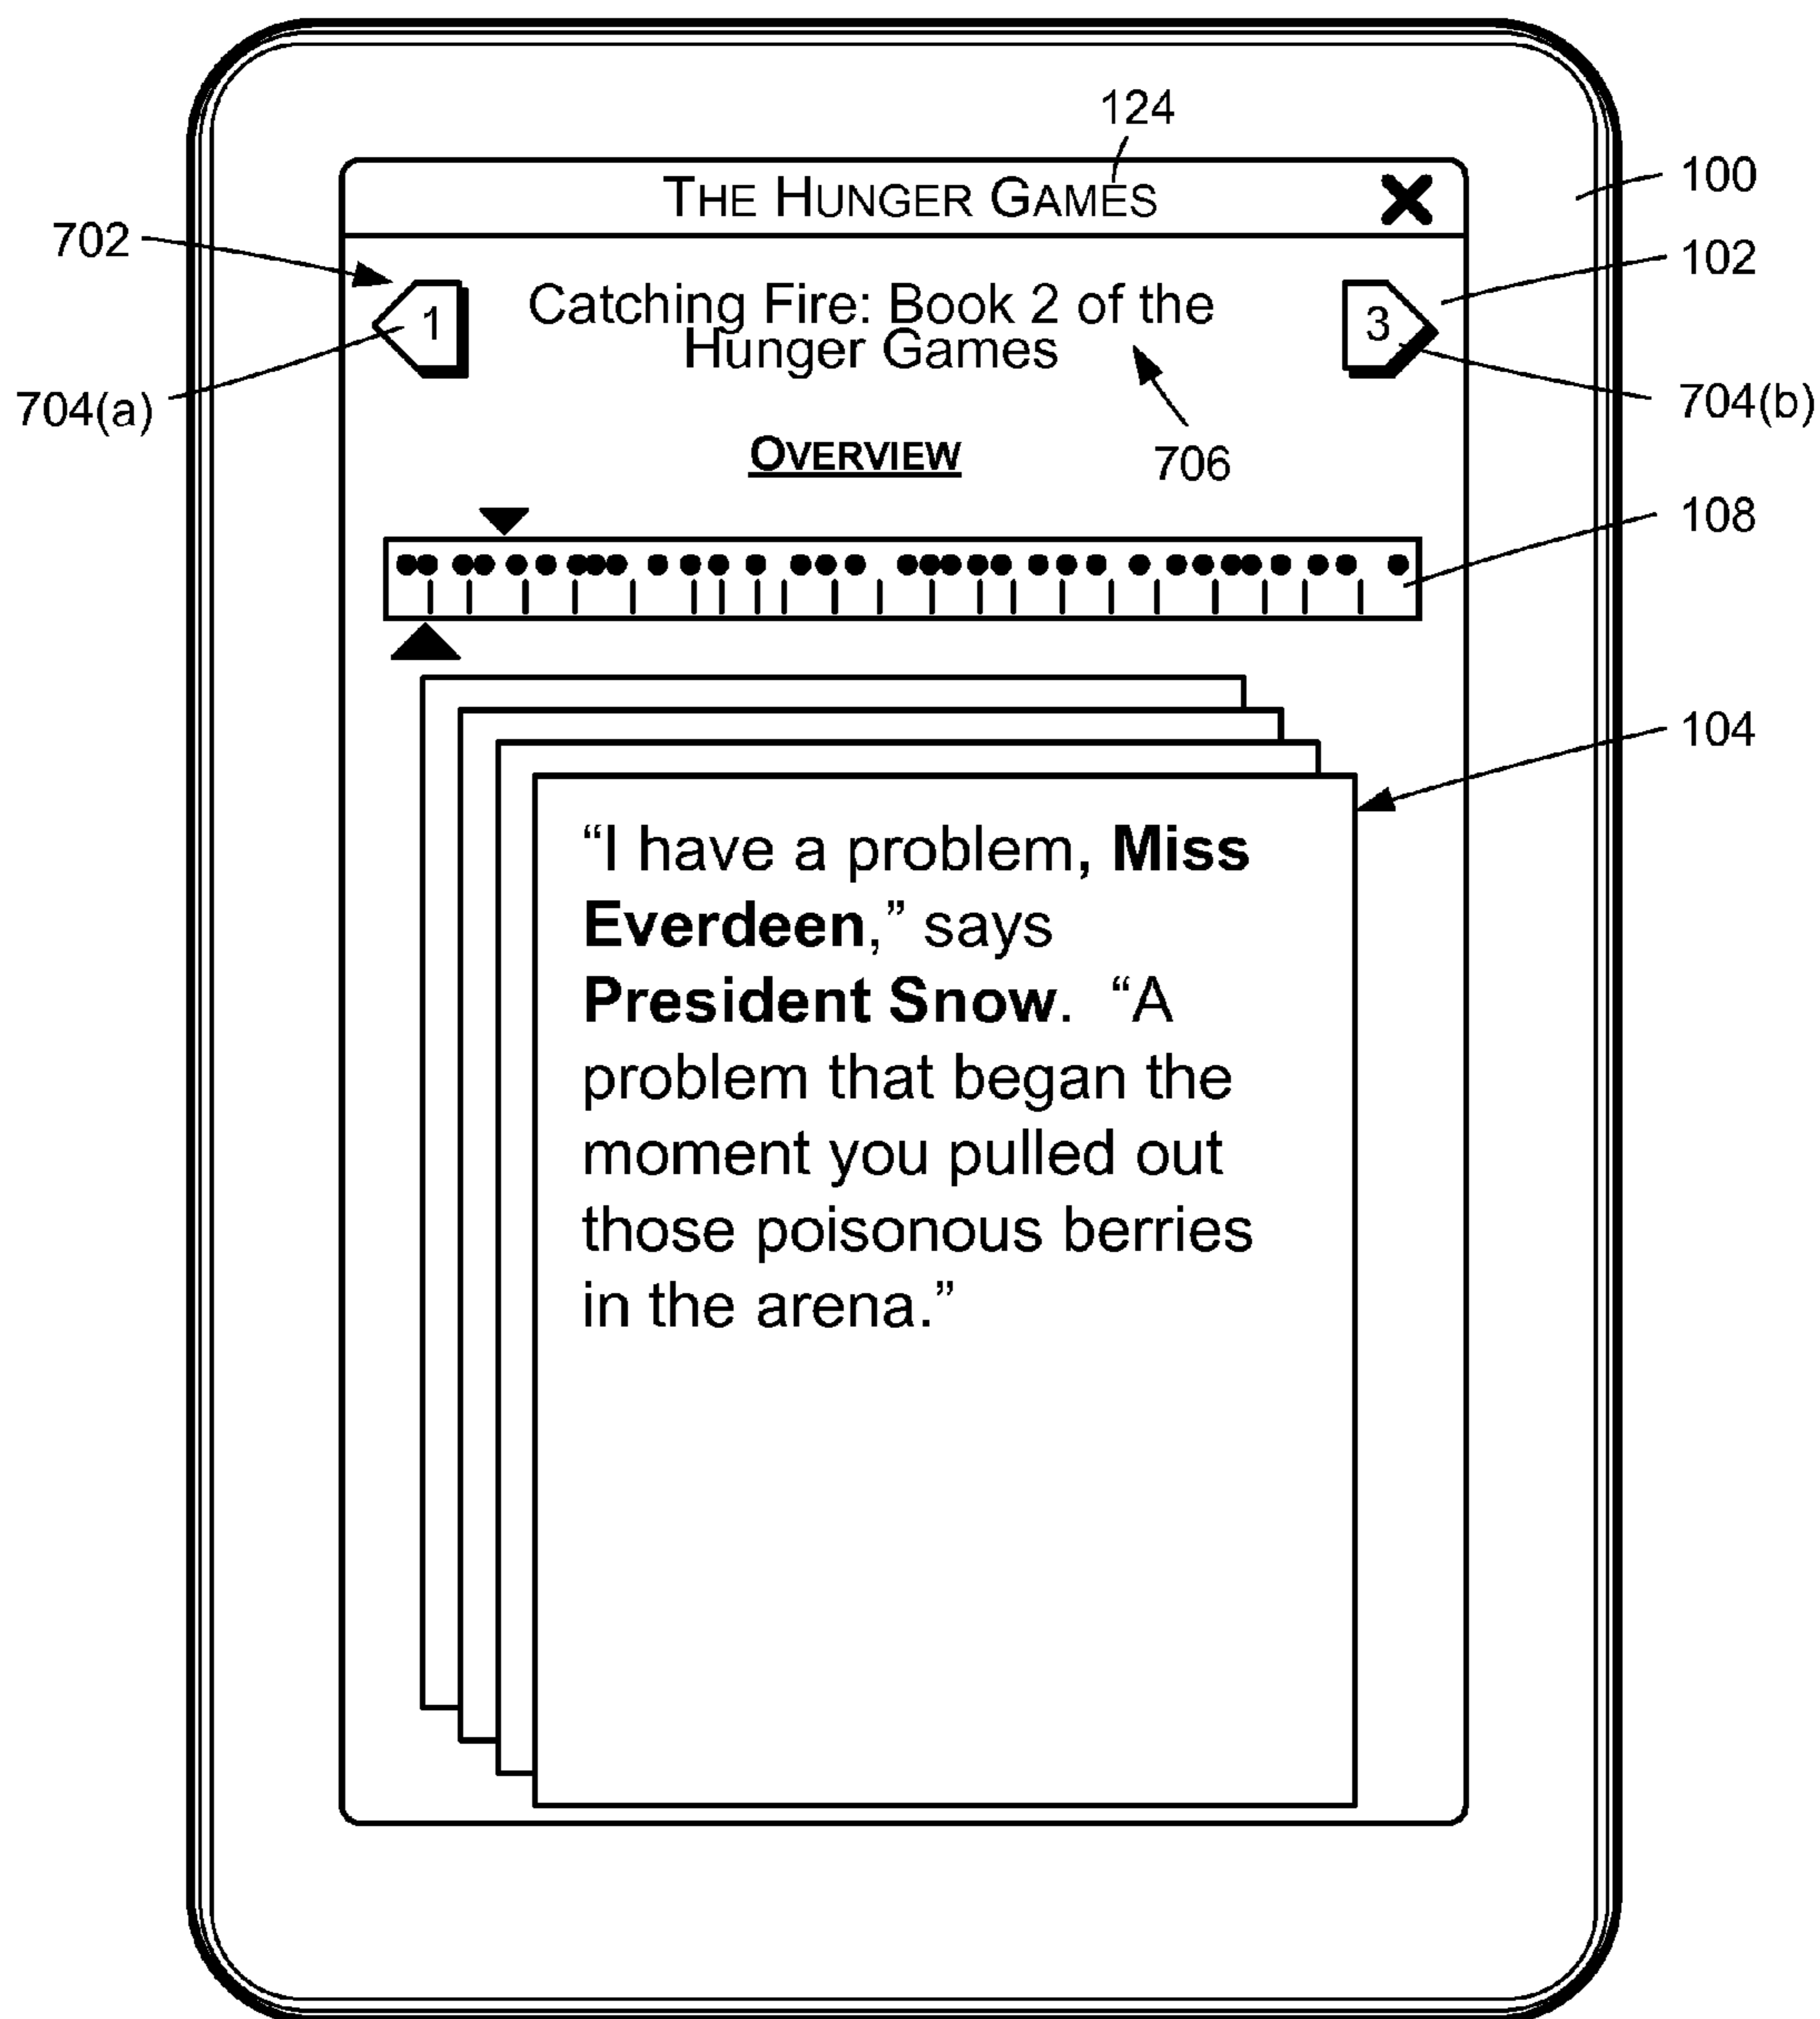 124
THE HUNGER GAMES
100
702
102
1
Catching Fire: Book 2 of the
Hunger Games
3
704(a)
704(b)
OVERVIEW
706
108
104
“I have a problem, Miss
Everdeen,” says
President Snow.  “A
problem that began the
moment you pulled out
those poisonous berries
in the arena.”